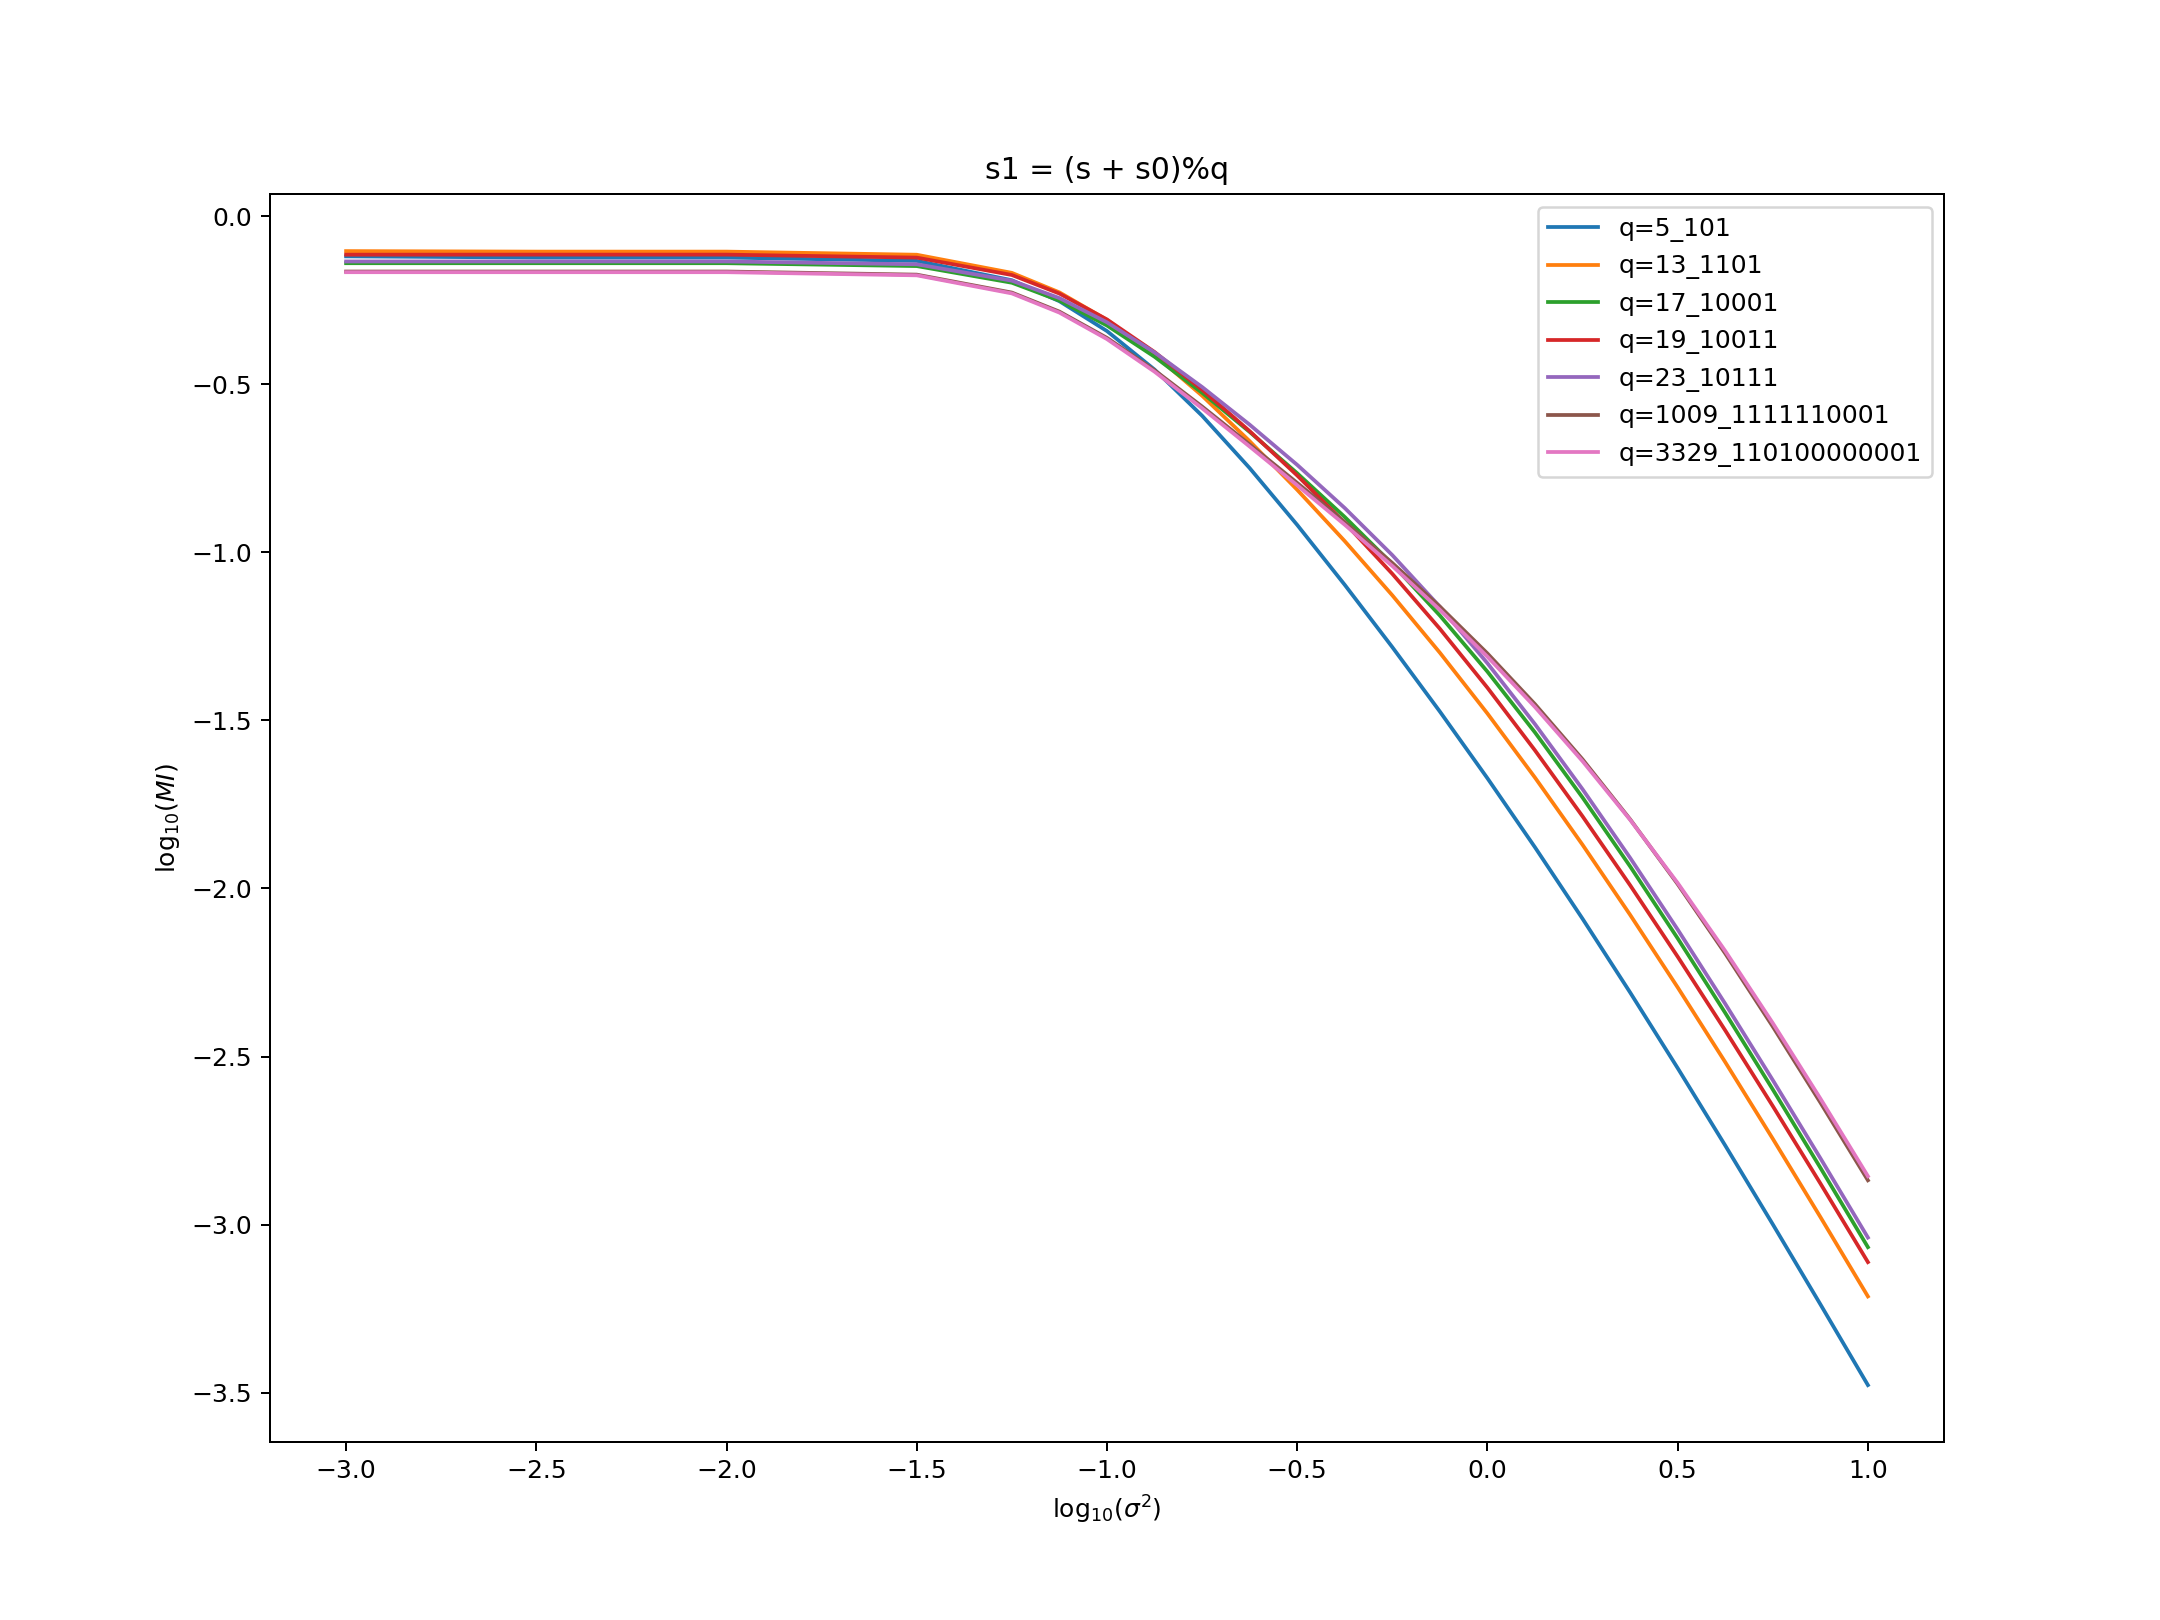 s1 = (s + s0)%q
0.0
−0.5
−1.0
−1.5
−2.0
−2.5
−3.0
−3.5
log₁₀(MI)
−3.0 −2.5 −2.0 −1.5 −1.0 −0.5 0.0 0.5 1.0
log₁₀(σ²)
q=5_101
q=13_1101
q=17_10001
q=19_10011
q=23_10111
q=1009_1111110001
q=3329_110100000001